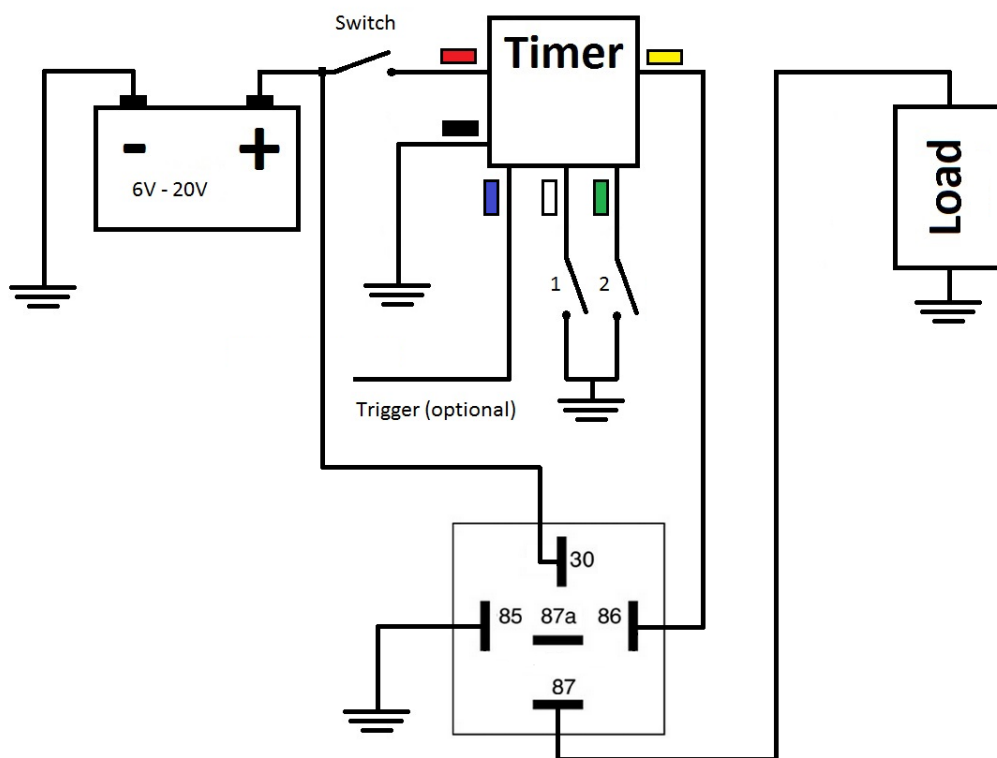 Switch
Timer
- +
6V - 20V
1 2
Load
Trigger (optional)
30
85 87a 86
87